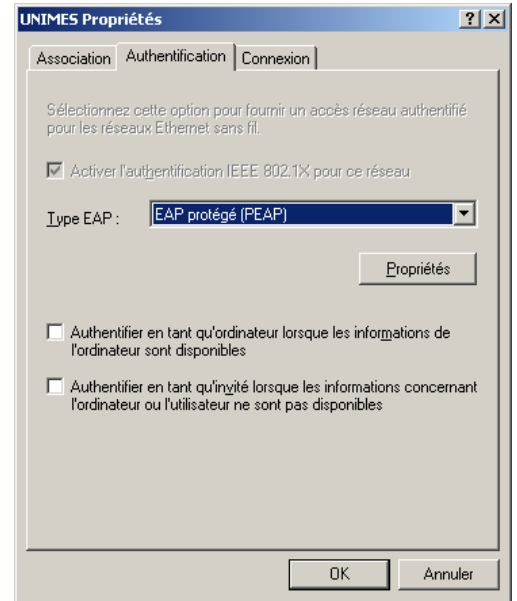 UNIMES Propriétés
Association Authentification Connexion
Sélectionnez cette option pour fournir un accès réseau authentifié
pour les réseaux Ethernet sans fil.
Activer l'authentification IEEE 802.1X pour ce réseau
Type EAP :
EAP protégé (PEAP)
Propriétés
Authentifier en tant qu'ordinateur lorsque les informations de
l'ordinateur sont disponibles
Authentifier en tant qu'invité lorsque les informations concernant
l'ordinateur ou l'utilisateur ne sont pas disponibles
OK Annuler